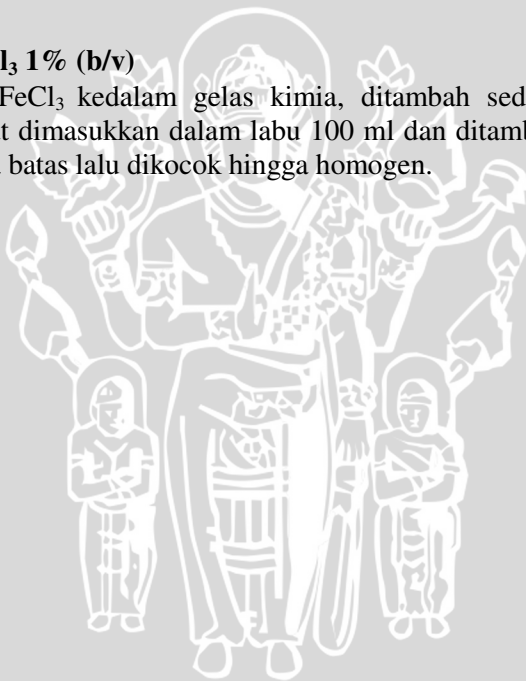 l₃ 1% (b/v)
FeCl₃ kedalam gelas kimia, ditambah sed
t dimasukkan dalam labu 100 ml dan ditamb
batas lalu dikocok hingga homogen.